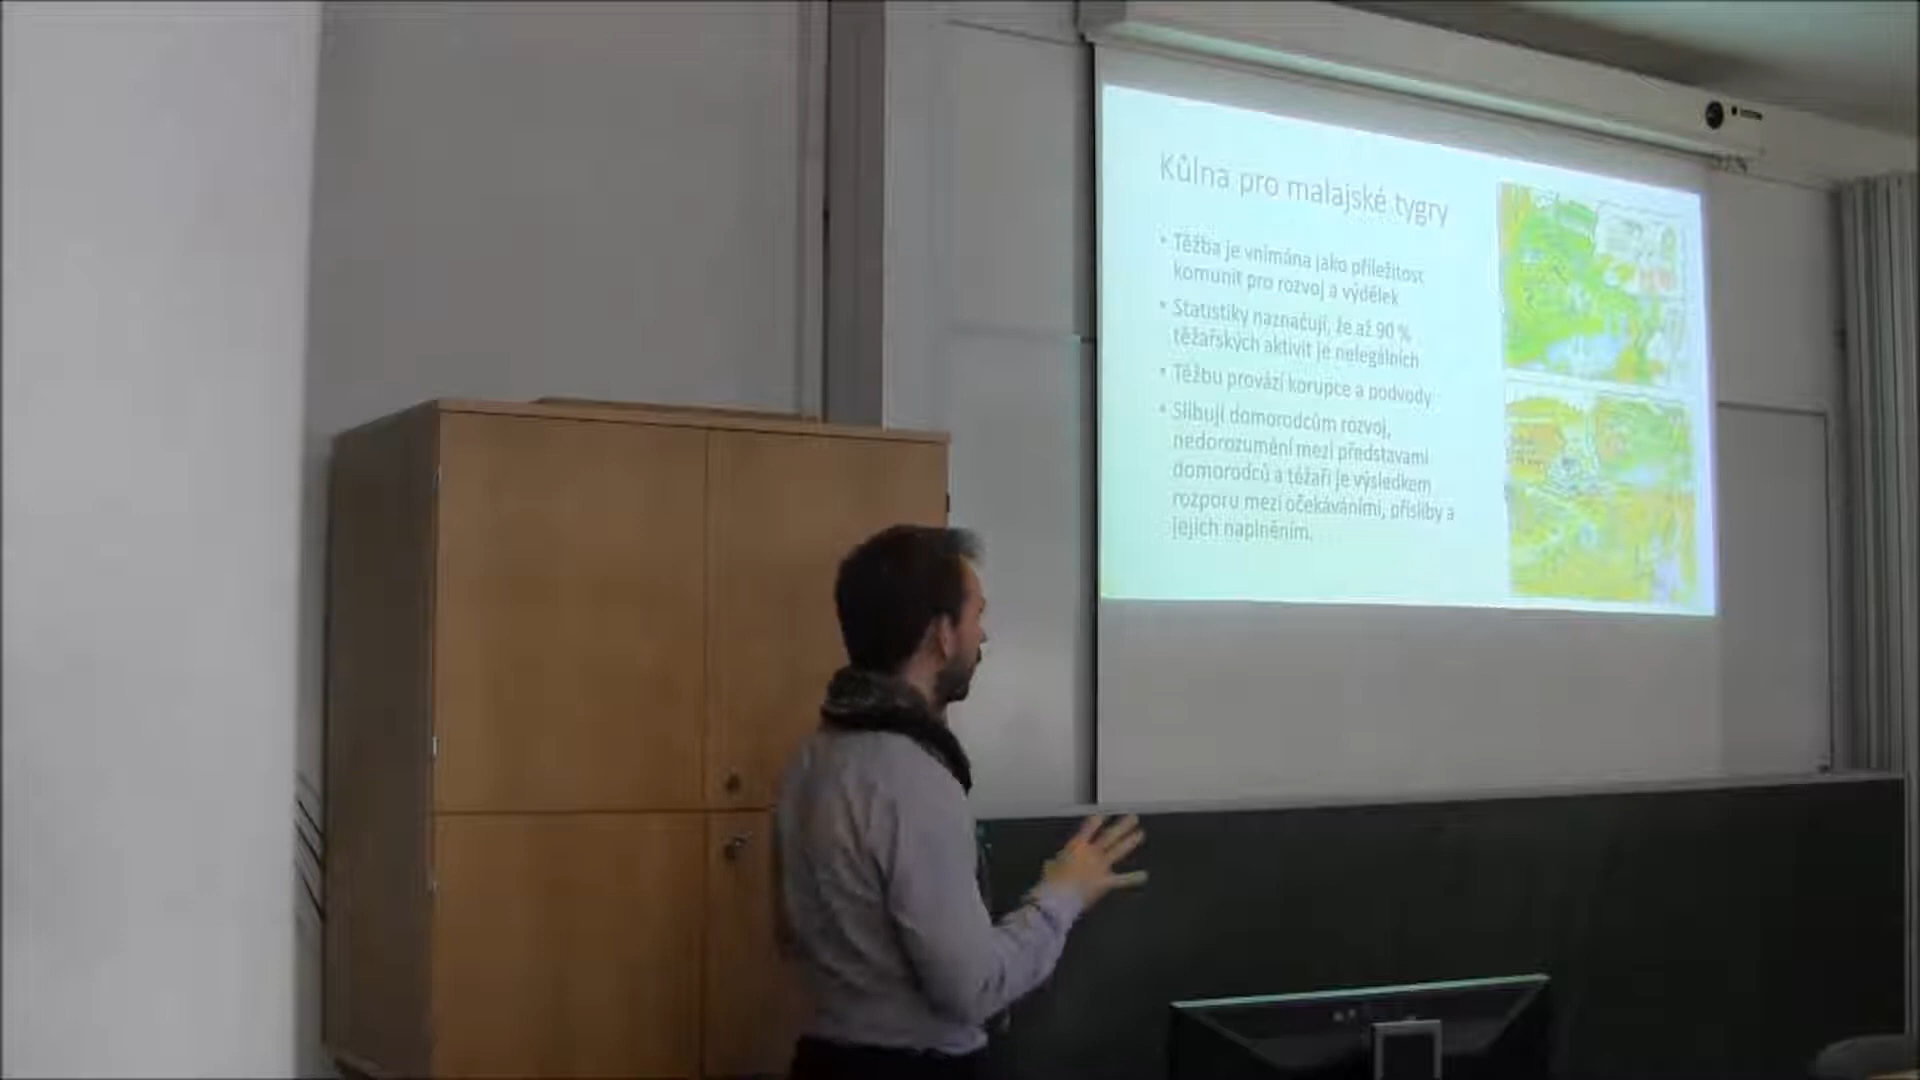 Kůlna pro malajské tygry
• Těžba je vnímána jako příležitost
komunit pro rozvoj a výdělek
• Statistiky naznačují, že až 90 %
těžařských aktivit je nelegálních
• Těžbu provází korupce a podvody
• Slibují domorodcům rozvoj,
nedorozumění mezi představami
domorodců a těžaři je výsledkem
rozporu mezi očekáváními, přísliby a
jejich naplněním.